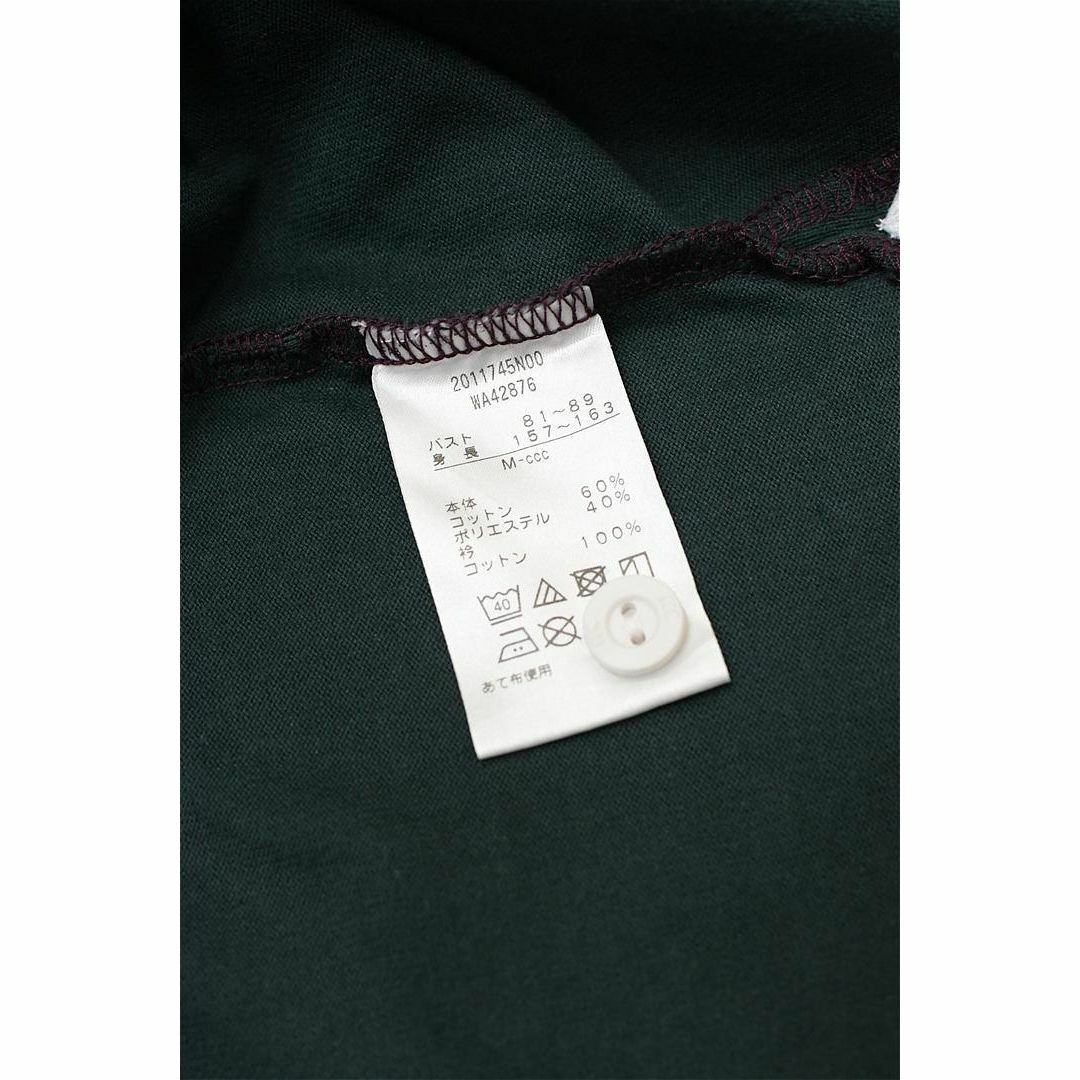 2011745N00
WA42876
バスト 81~89
身長 157~163
M-ccc
本体
コットン 60%
ポリエステル 40%
衿
コットン 100%
40
あて布使用